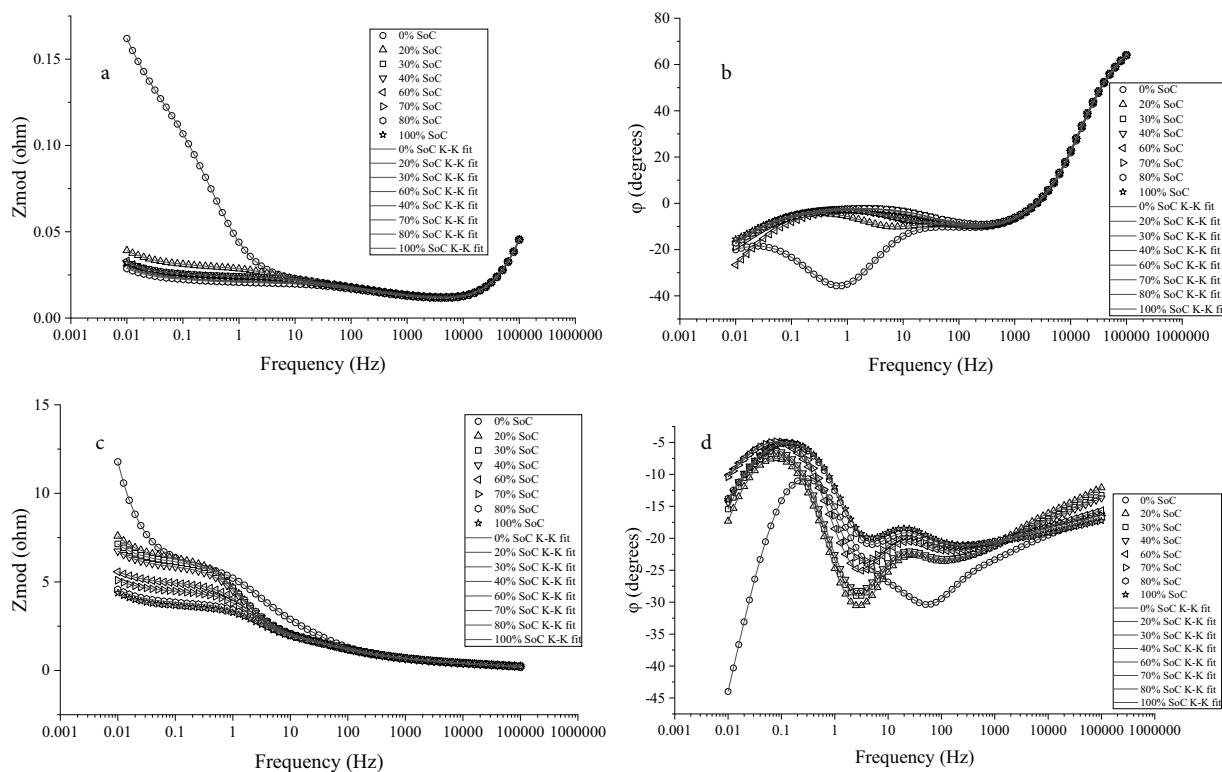 a
Zmod (ohm)
0.15
0.10
0.05
0.00
0.001 0.01 0.1 1 10 100 1000 10000 100000 1000000
Frequency (Hz)
0% SoC
20% SoC
30% SoC
40% SoC
60% SoC
70% SoC
80% SoC
100% SoC
0% SoC K-K fit
20% SoC K-K fit
30% SoC K-K fit
60% SoC K-K fit
40% SoC K-K fit
70% SoC K-K fit
80% SoC K-K fit
100% SoC K-K fit
b
φ (degrees)
60
40
20
0
-20
-40
0.001 0.01 0.1 1 10 100 1000 10000 100000 1000000
Frequency (Hz)
0% SoC
20% SoC
30% SoC
40% SoC
60% SoC
70% SoC
80% SoC
100% SoC
0% SoC K-K fit
20% SoC K-K fit
30% SoC K-K fit
40% SoC K-K fit
60% SoC K-K fit
70% SoC K-K fit
80% SoC K-K fit
100% SoC K-K fit
c
Zmod (ohm)
15
10
5
0
0.001 0.01 0.1 1 10 100 1000 10000 100000 1000000
Frequency (Hz)
0% SoC
20% SoC
30% SoC
40% SoC
60% SoC
70% SoC
80% SoC
100% SoC
0% SoC K-K fit
20% SoC K-K fit
30% SoC K-K fit
40% SoC K-K fit
60% SoC K-K fit
70% SoC K-K fit
80% SoC K-K fit
100% SoC K-K fit
d
φ (degrees)
-5
-10
-15
-20
-25
-30
-35
-40
-45
0.001 0.01 0.1 1 10 100 1000 10000 100000 1000000
Frequency (Hz)
0% SoC
20% SoC
30% SoC
40% SoC
60% SoC
70% SoC
80% SoC
100% SoC
0% SoC K-K fit
20% SoC K-K fit
30% SoC K-K fit
40% SoC K-K fit
60% SoC K-K fit
70% SoC K-K fit
80% SoC K-K fit
100% SoC K-K fit